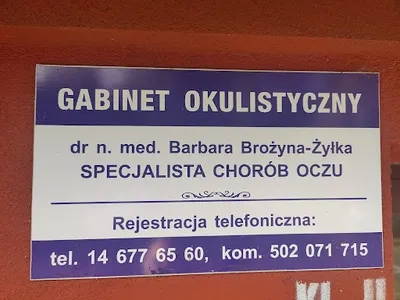 GABINET OKULISTYCZNY
dr n. med. Barbara Brożyna-Żyłka
SPECJALISTA CHORÓB OCZU
Rejestracja telefoniczna:
tel. 14 677 65 60, kom. 502 071 715